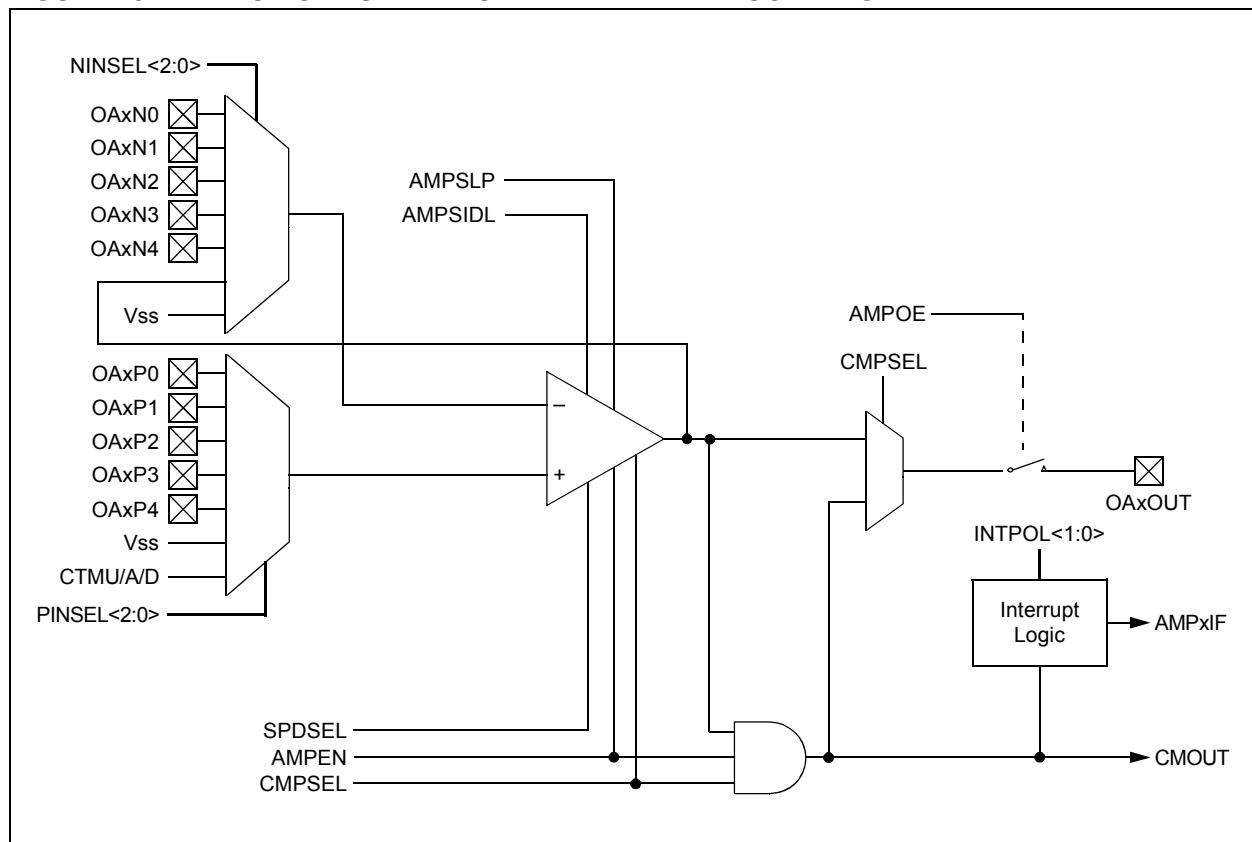 NINSEL<2:0>
OAxN0
OAxN1
OAxN2
OAxN3
OAxN4
Vss
AMPSLP
AMPSIDL
AMPOE
CMPSEL
OAxP0
OAxP1
OAxP2
OAxP3
OAxP4
Vss
CTMU/A/D
PINSEL<2:0>
–
+
OAxOUT
INTPOL<1:0>
Interrupt
Logic
AMPxIF
SPDSEL
AMPEN
CMPSEL
CMOUT